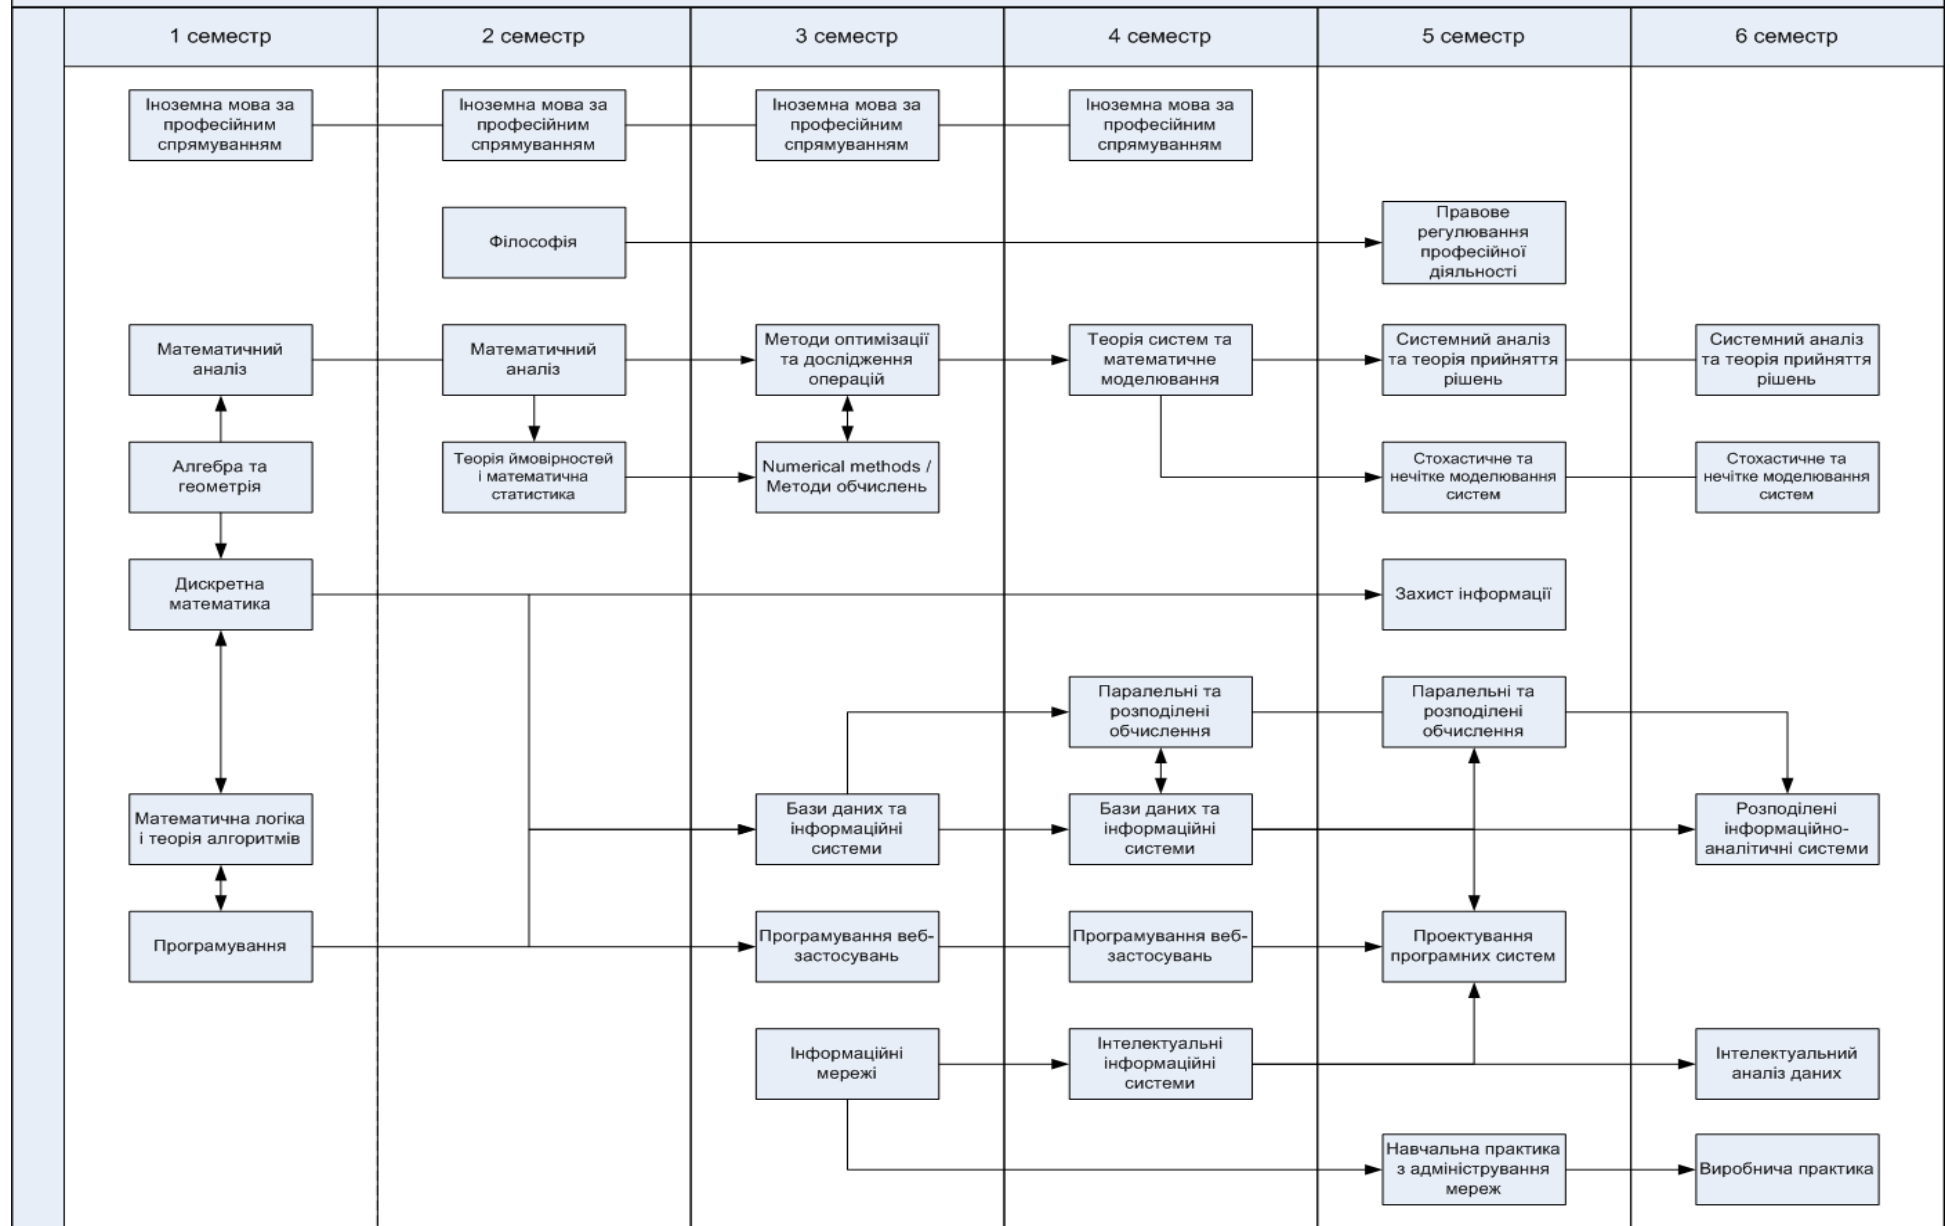 1 семестр
2 семестр
3 семестр
4 семестр
5 семестр
6 семестр
Іноземна мова за
професійним
спрямуванням
Іноземна мова за
професійним
спрямуванням
Іноземна мова за
професійним
спрямуванням
Іноземна мова за
професійним
спрямуванням
Філософія
Правове
регулювання
професійної
діяльності
Математичний
аналіз
Математичний
аналіз
Методи оптимізації
та дослідження
операцій
Теорія систем та
математичне
моделювання
Системний аналіз
та теорія прийняття
рішень
Системний аналіз
та теорія прийняття
рішень
Алгебра та
геометрія
Теорія ймовірностей
і математична
статистика
Numerical methods /
Методи обчислень
Стохастичне та
нечітке моделювання
систем
Стохастичне та
нечітке моделювання
систем
Дискретна
математика
Захист інформації
Паралельні та
розподілені
обчислення
Паралельні та
розподілені
обчислення
Математична логіка
і теорія алгоритмів
Бази даних та
інформаційні
системи
Бази даних та
інформаційні
системи
Розподілені
інформаційно-
аналітичні системи
Програмування
Програмування веб-
застосувань
Програмування веб-
застосувань
Проектування
програмних систем
Інформаційні
мережі
Інтелектуальні
інформаційні
системи
Інтелектуальний
аналіз даних
Навчальна практика
з адміністрування
мереж
Виробнича практика